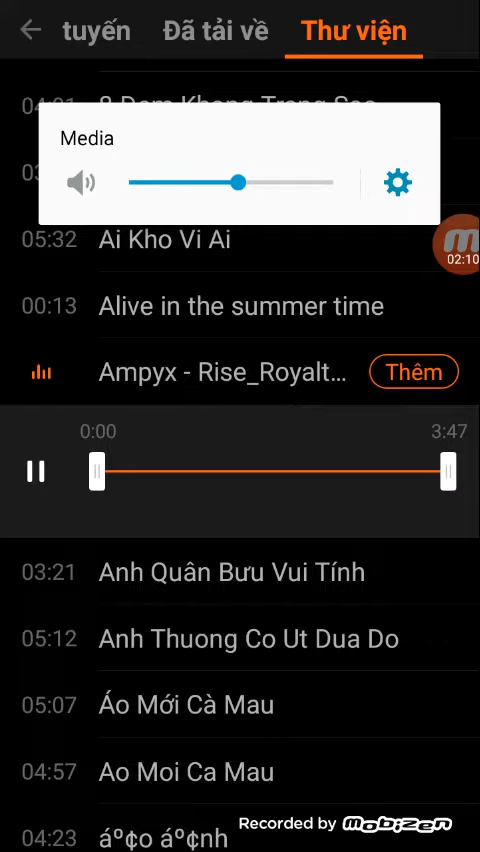 tuyến Đã tải về Thư viện
Media
05:32 Ai Kho Vi Ai
02:10
00:13 Alive in the summer time
Ampyx - Rise_Royalt... Thêm
0:00 3:47
03:21 Anh Quân Bưu Vui Tính
05:12 Anh Thuong Co Ut Dua Do
05:07 Áo Mới Cà Mau
04:57 Ao Moi Ca Mau
Recorded by mobizen
04:23 áº¢o áº¢nh